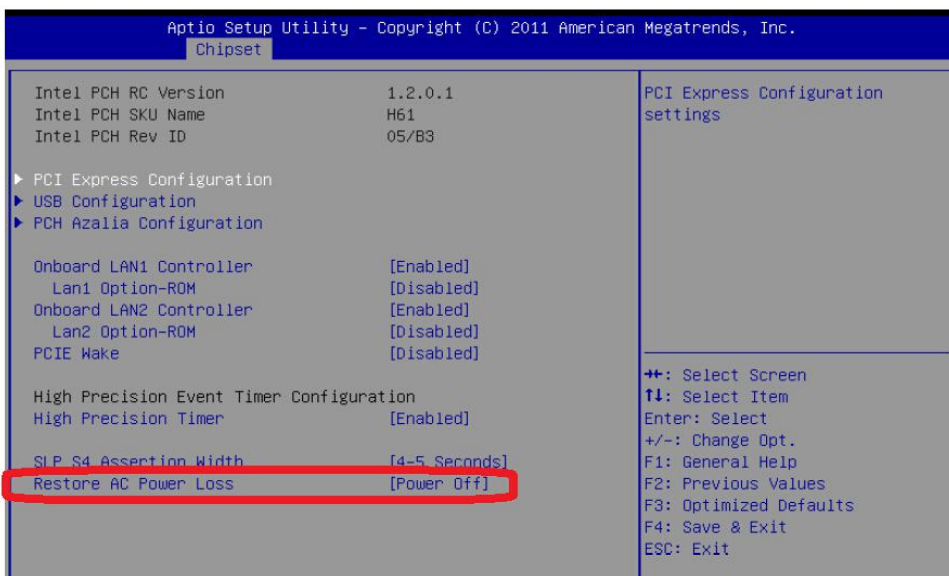 Aptio Setup Utility – Copyright (C) 2011 American Megatrends, Inc.
Chipset
Intel PCH RC Version 1.2.0.1
Intel PCH SKU Name H61
Intel PCH Rev ID 05/B3
PCI Express Configuration
USB Configuration
PCH Azalia Configuration
Onboard LAN1 Controller [Enabled]
Lan1 Option-ROM [Disabled]
Onboard LAN2 Controller [Enabled]
Lan2 Option-ROM [Disabled]
PCIE Wake [Disabled]
High Precision Event Timer Configuration
High Precision Timer [Enabled]
SLP_S4 Assertion Width [4-5 Seconds]
Restore AC Power Loss [Power Off]
PCI Express Configuration
settings
→←: Select Screen
↑↓: Select Item
Enter: Select
+/-: Change Opt.
F1: General Help
F2: Previous Values
F3: Optimized Defaults
F4: Save & Exit
ESC: Exit